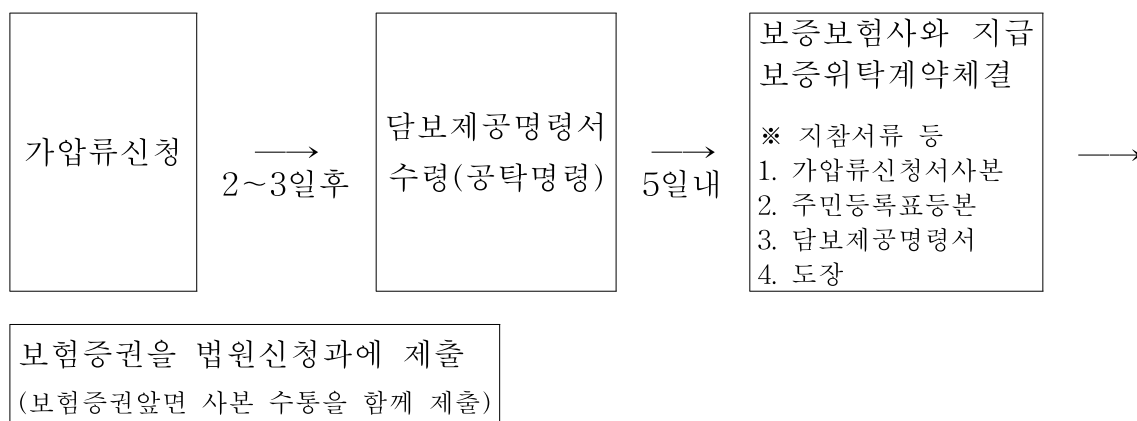 가압류신청
⟶
2～3일후
담보제공명령서
수령(공탁명령)
⟶
5일내
보증보험사와 지급
보증위탁계약체결
※ 지참서류 등
1. 가압류신청서사본
2. 주민등록표등본
3. 담보제공명령서
4. 도장
⟶
보험증권을 법원신청과에 제출
(보험증권앞면 사본 수통을 함께 제출)